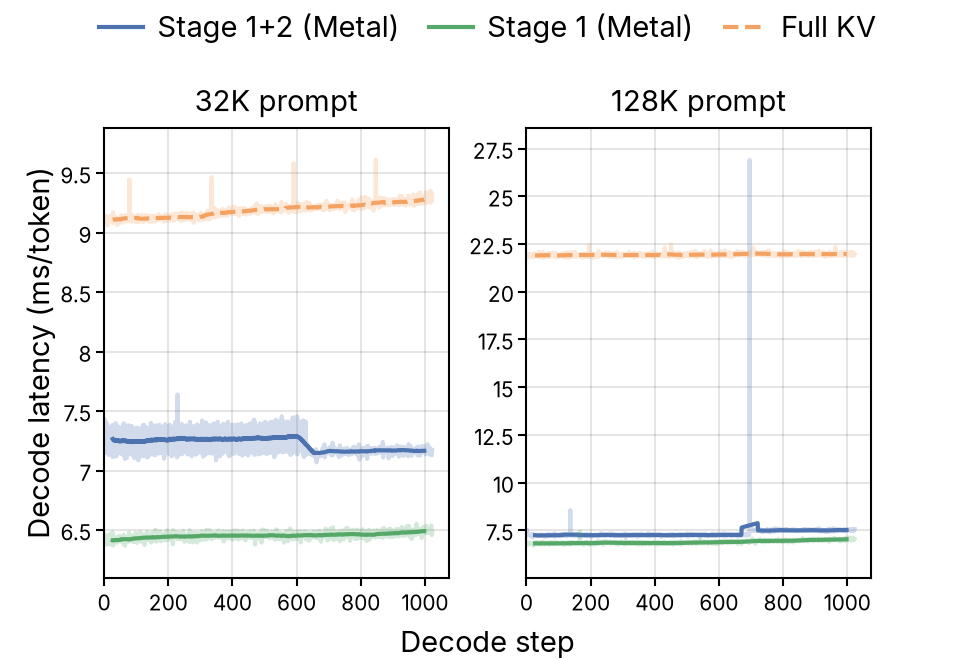 Stage 1+2 (Metal) Stage 1 (Metal) Full KV
32K prompt
128K prompt
Decode latency (ms/token)
9.5
9
8.5
8
7.5
7
6.5
0 200 400 600 800 1000
27.5
25
22.5
20
17.5
15
12.5
10
7.5
0 200 400 600 800 1000
Decode step